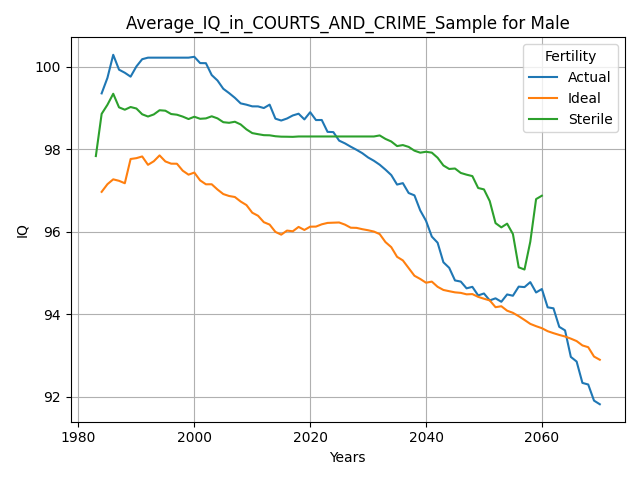 Average_IQ_in_COURTS_AND_CRIME_Sample for Male
Fertility
Actual
Ideal
Sterile
100
98
96
94
92
IQ
1980
2000
2020
2040
2060
Years